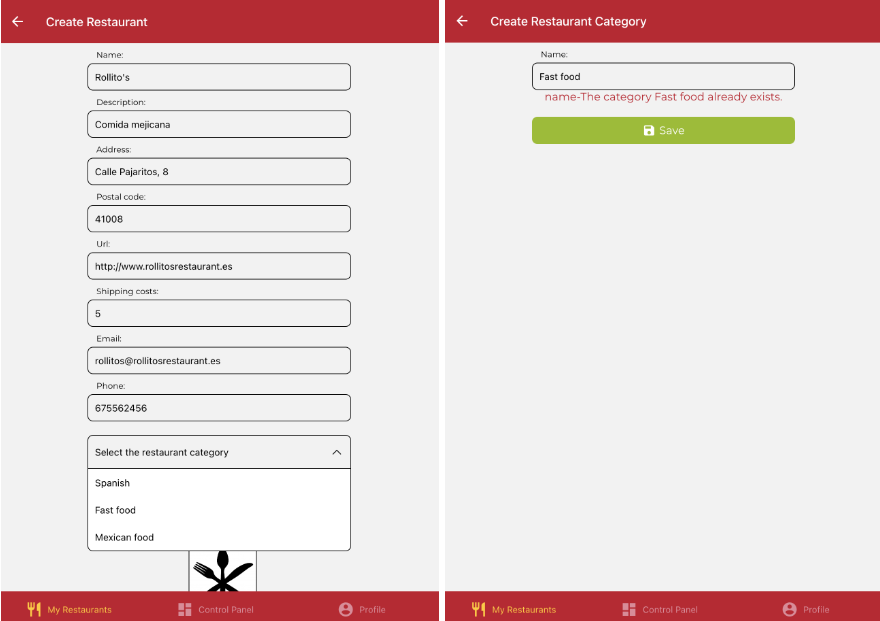 Create Restaurant
Name:
Rollito's
Description:
Comida mejicana
Address:
Calle Pajaritos, 8
Postal code:
41008
Url:
http://www.rollitosrestaurant.es
Shipping costs:
5
Email:
rollitos@rollitosrestaurant.es
Phone:
675562456
Select the restaurant category
Spanish
Fast food
Mexican food
My Restaurants
Control Panel
Profile
Create Restaurant Category
Name:
Fast food
name-The category Fast food already exists.
Save
My Restaurants
Control Panel
Profile